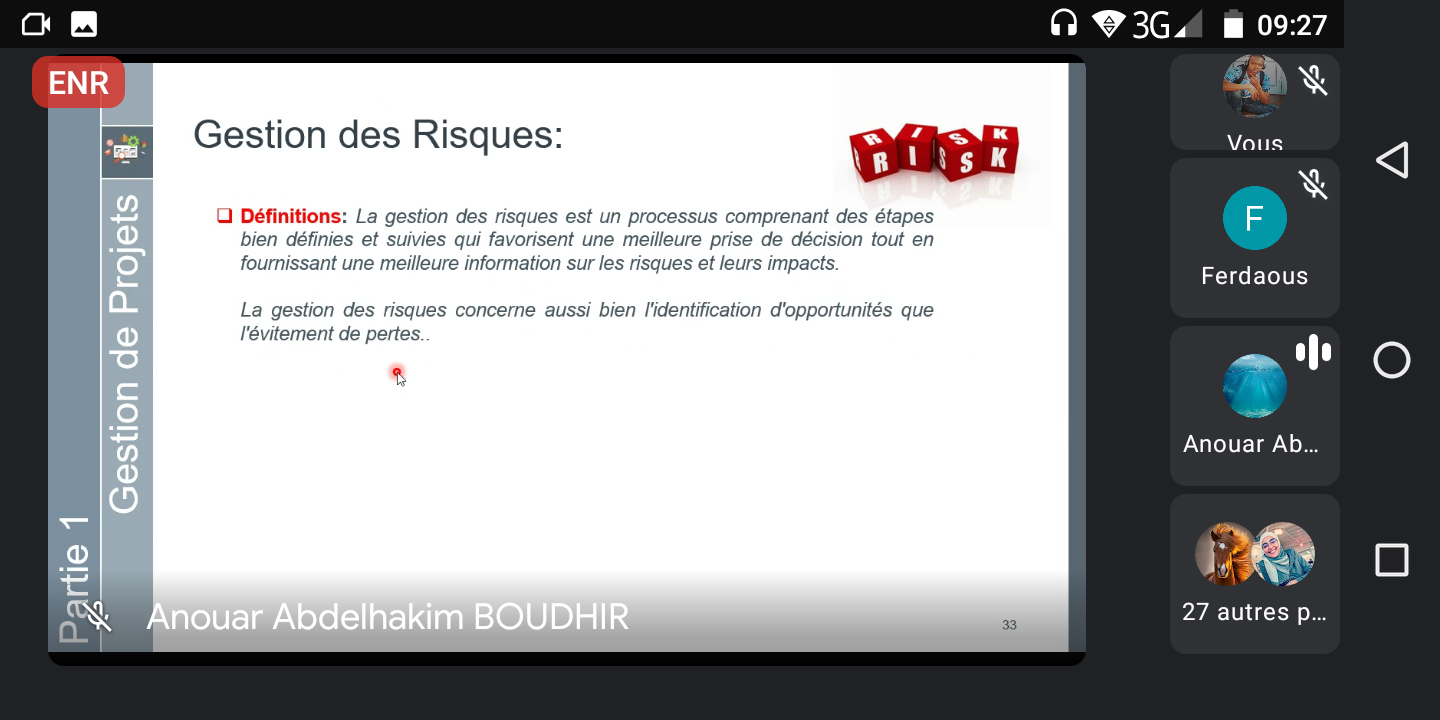 3G 09:27
ENR
Gestion des Risques:
RISK
RISK
Définitions: La gestion des risques est un processus comprenant des étapes
bien définies et suivies qui favorisent une meilleure prise de décision tout en
fournissant une meilleure information sur les risques et leurs impacts.
La gestion des risques concerne aussi bien l'identification d'opportunités que
l'évitement de pertes..
Partie 1
Gestion de Projets
Anouar Abdelhakim BOUDHIR
33
Vous
F
Ferdaous
Anouar Ab...
27 autres p...